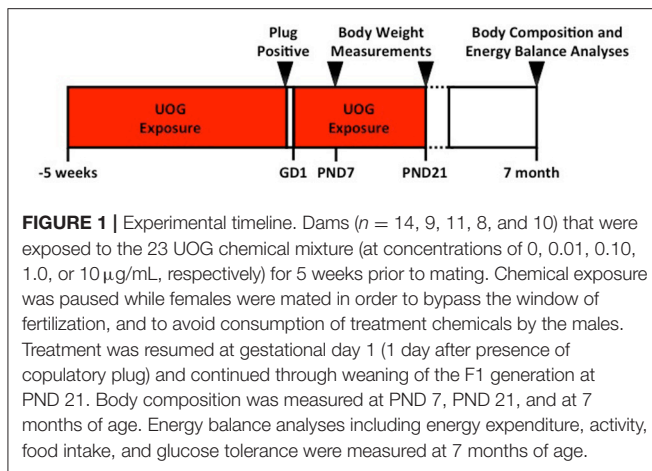 Plug Body Weight Body Composition and
Positive Measurements Energy Balance Analyses
UOG UOG
Exposure Exposure
-5 weeks GD1 PND7 PND21 7 month
FIGURE 1 | Experimental timeline. Dams (n = 14, 9, 11, 8, and 10) that were
exposed to the 23 UOG chemical mixture (at concentrations of 0, 0.01, 0.10,
1.0, or 10 μg/mL, respectively) for 5 weeks prior to mating. Chemical exposure
was paused while females were mated in order to bypass the window of
fertilization, and to avoid consumption of treatment chemicals by the males.
Treatment was resumed at gestational day 1 (1 day after presence of
copulatory plug) and continued through weaning of the F1 generation at
PND 21. Body composition was measured at PND 7, PND 21, and at 7
months of age. Energy balance analyses including energy expenditure, activity,
food intake, and glucose tolerance were measured at 7 months of age.